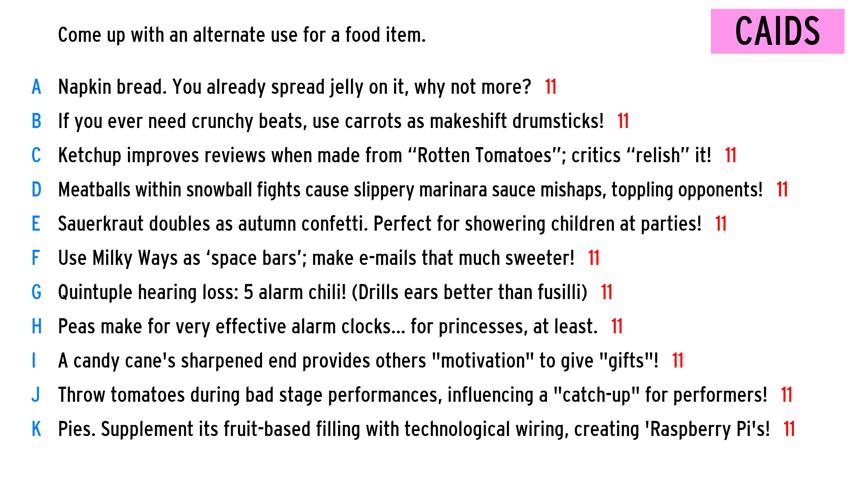 Come up with an alternate use for a food item.
CAIDS
A Napkin bread. You already spread jelly on it, why not more? 11
B If you ever need crunchy beats, use carrots as makeshift drumsticks! 11
C Ketchup improves reviews when made from “Rotten Tomatoes”; critics “relish” it! 11
D Meatballs within snowball fights cause slippery marinara sauce mishaps, toppling opponents! 11
E Sauerkraut doubles as autumn confetti. Perfect for showering children at parties! 11
F Use Milky Ways as ‘space bars’; make e-mails that much sweeter! 11
G Quintuple hearing loss: 5 alarm chili! (Drills ears better than fusilli) 11
H Peas make for very effective alarm clocks... for princesses, at least. 11
I A candy cane's sharpened end provides others "motivation" to give "gifts"! 11
J Throw tomatoes during bad stage performances, influencing a "catch-up" for performers! 11
K Pies. Supplement its fruit-based filling with technological wiring, creating 'Raspberry Pi's! 11